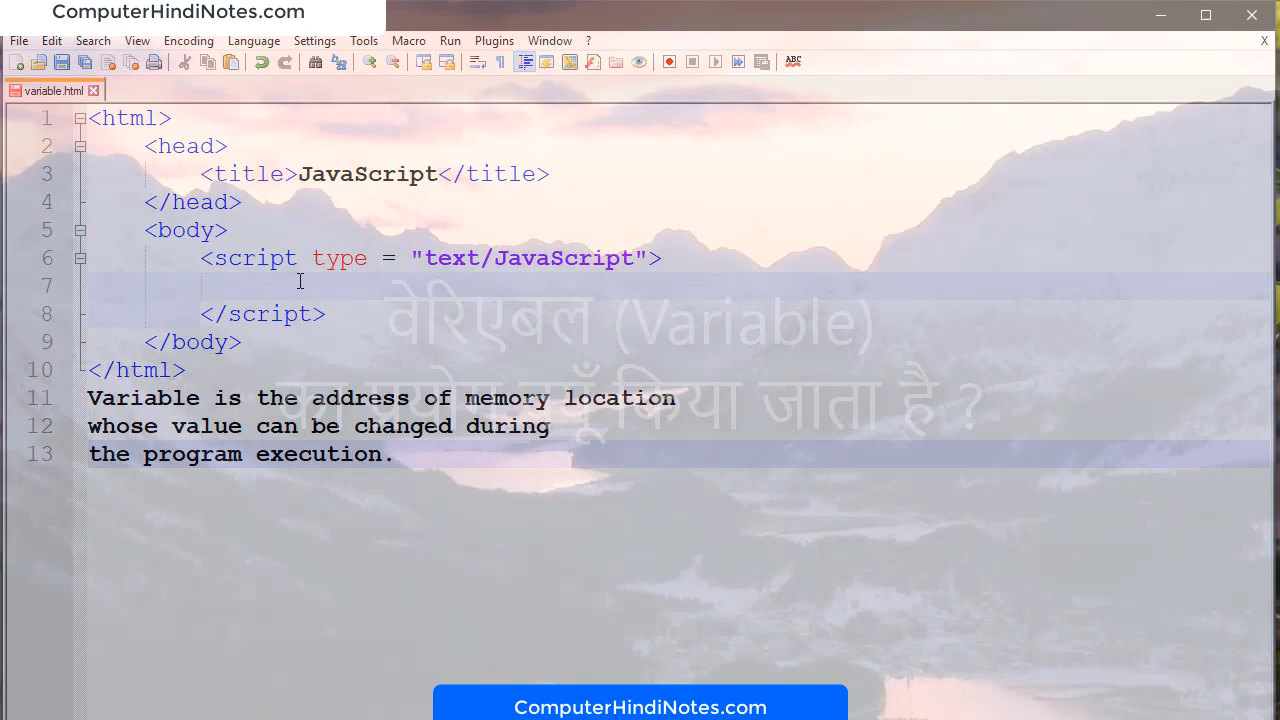 ComputerHindiNotes.com
File Edit Search View Encoding Language Settings Tools Macro Run Plugins Window ? X
ABC
variable.html
1 <html>
2 <head>
3 <title>JavaScript</title>
4 </head>
5 <body>
6 <script type = "text/JavaScript">
7
वेरिएबल (Variable)
8 </script>
9 </body>
10 </html>
का प्रयोग क्यूँ किया जाता है ?
11 Variable is the address of memory location
12 whose value can be changed during
13 the program execution.
ComputerHindiNotes.com